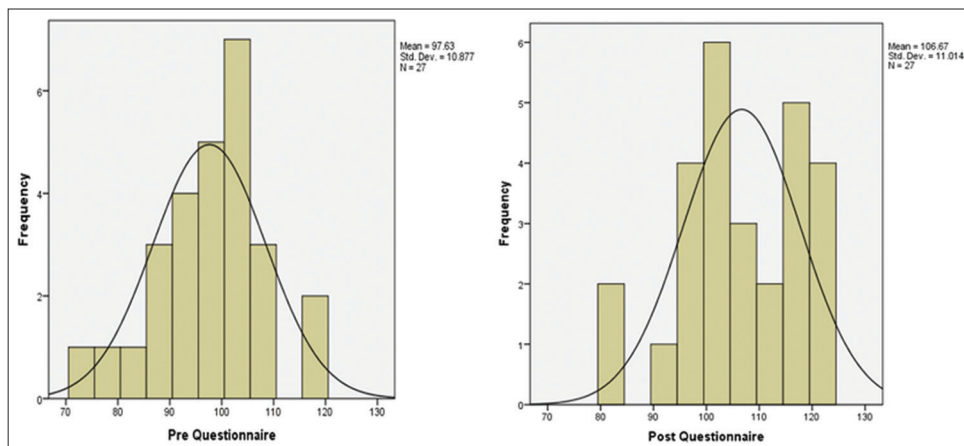 Mean = 97.63
Std. Dev. = 10.877
N = 27
6
4
2
0
Frequency
70 80 90 100 110 120 130
Pre Questionnaire
Mean = 106.67
Std. Dev. = 11.014
N = 27
6
5
4
3
2
1
0
Frequency
70 80 90 100 110 120 130
Post Questionnaire